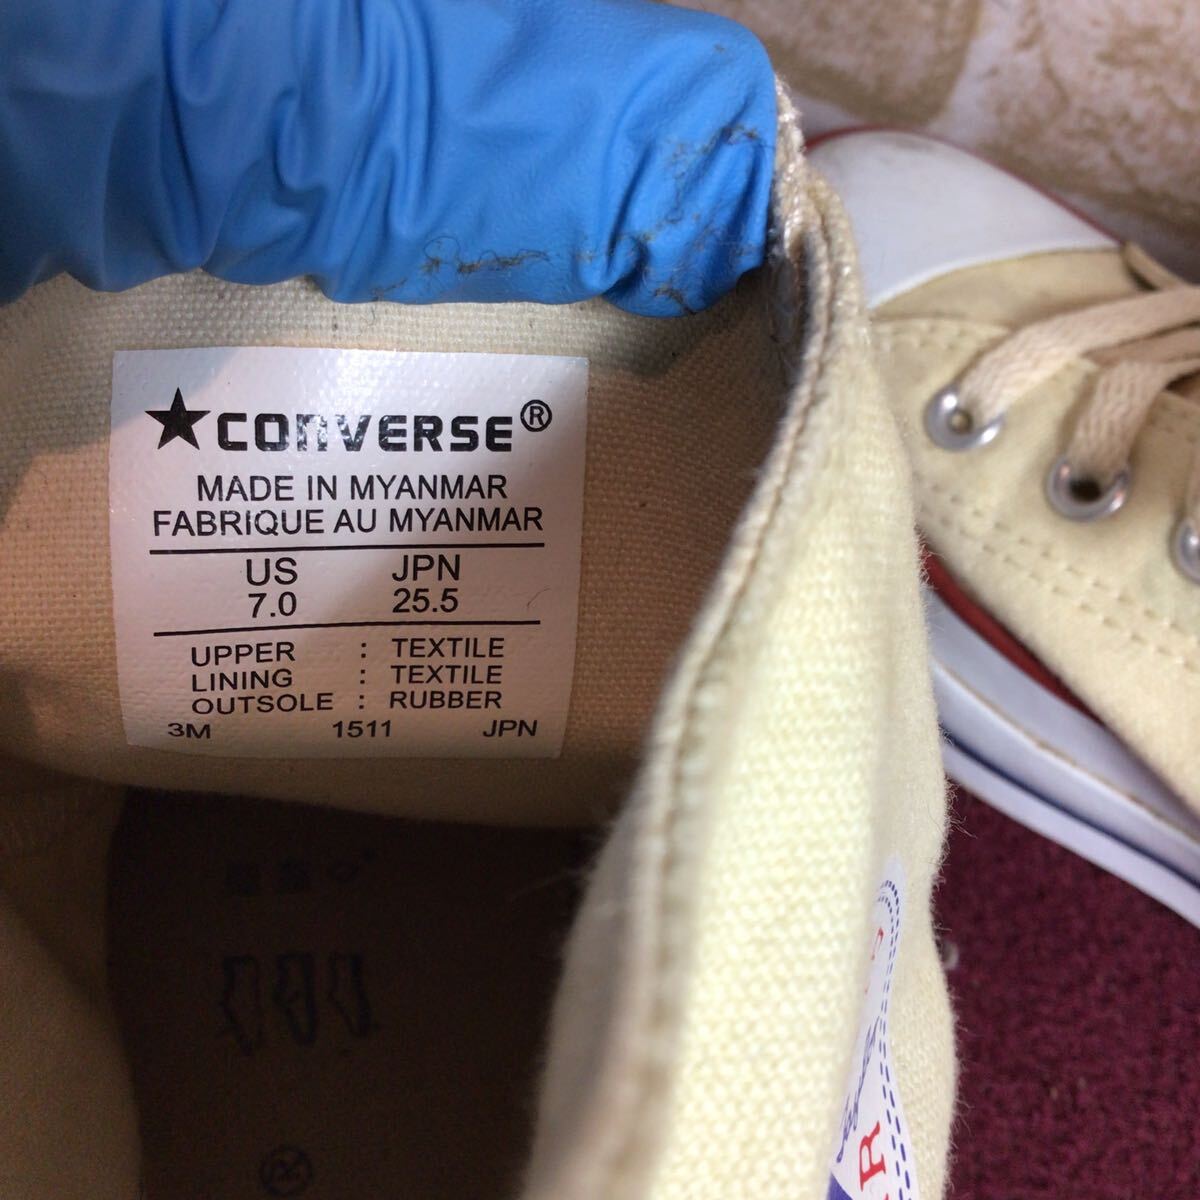 ★CONVERSE®
MADE IN MYANMAR
FABRIQUE AU MYANMAR
US JPN
7.0 25.5
UPPER : TEXTILE
LINING : TEXTILE
OUTSOLE : RUBBER
3M 1511 JPN